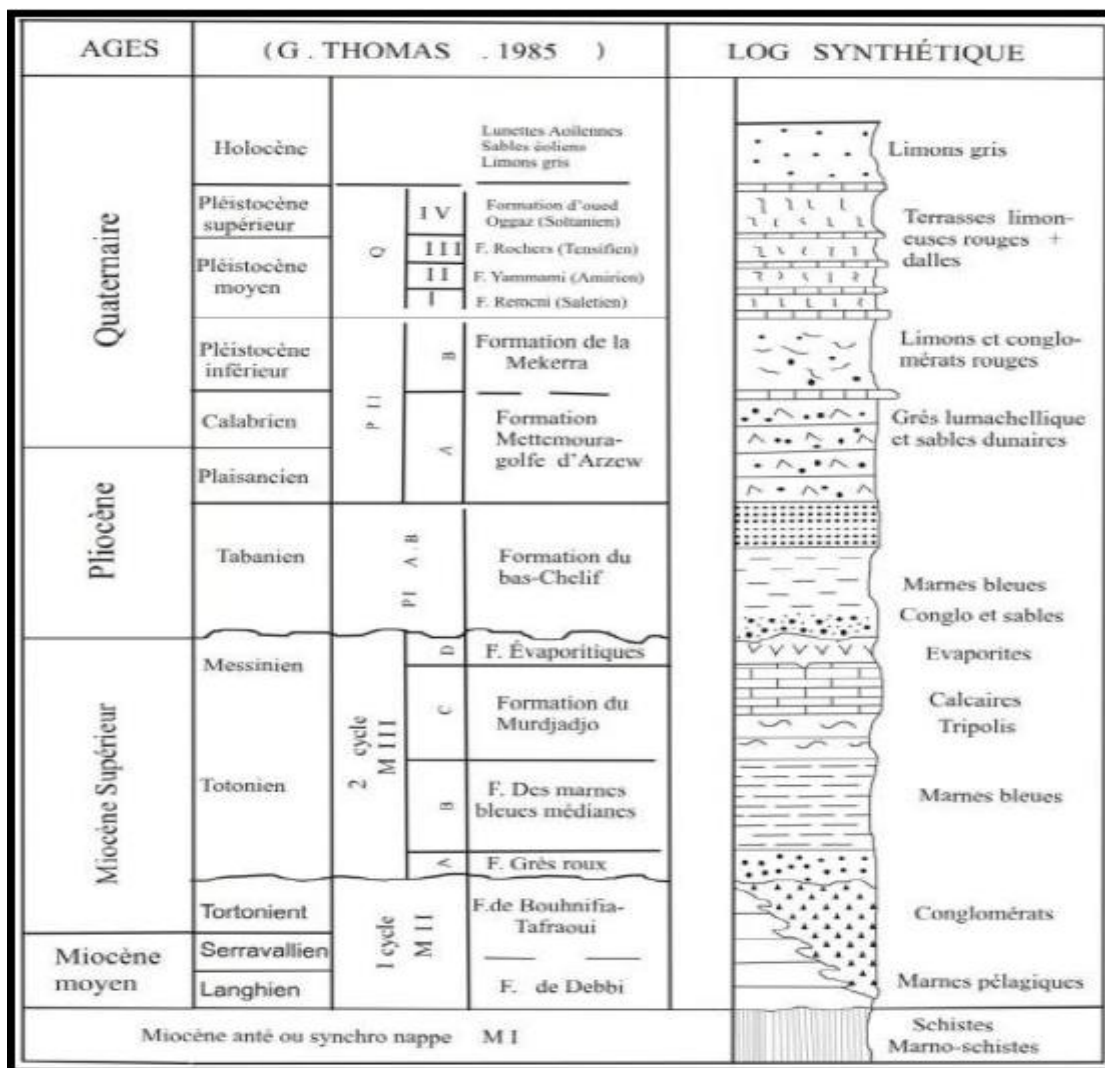 AGES
( G . THOMAS . 1985 )
LOG SYNTHÉTIQUE
Quaternaire
Holocène
Lunettes Aoilennes
Sables éoliens
Limons gris
Limons gris
Pléistocène
supérieur
Q
I V
Formation d'oued
Oggaz (Soltanien)
Terrasses limon-
ceuses rouges +
dalles
Pléistocène
moyen
III
F. Rochers (Tensifien)
II
F. Yammami (Amirien)
I
F. Remeni (Saletien)
Pléistocène
inférieur
P II
B
Formation de la
Mekerra
Limons et conglo-
mérats rouges
Calabrien
A
Formation
Mettemoura-
golfe d'Arzew
Grés lumachellique
et sables dunaires
Pliocène
Plaisancien
Tabanien
PI A.B
Formation du
bas-Chelif
Marnes bleues
Conglo et sables
Miocène Supérieur
Messinien
2 cycle
M III
D
F. Évaporitiques
Evaporites
C
Formation du
Murdjadjo
Calcaires
Tripolis
Totonien
B
F. Des marnes
bleues médianes
Marnes bleues
A
F. Grès roux
Tortonient
1 cycle
M II
F.de Bouhnifia-
Tafraoui
Conglomérats
Miocène
moyen
Serravallien
Langhien
F. de Debbi
Marnes pélagiques
Miocène anté ou synchro nappe M I
Schistes
Marno-schistes